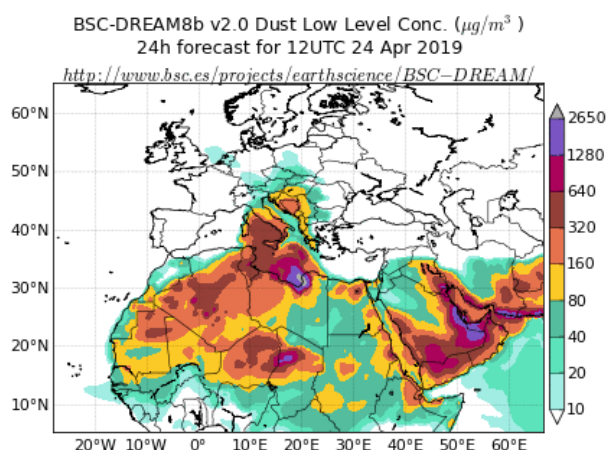 BSC-DREAM8b v2.0 Dust Low Level Conc. (μg/m³ )
24h forecast for 12UTC 24 Apr 2019
http://www.bsc.es/projects/earthscience/BSC−DREAM/
60°N
50°N
40°N
30°N
20°N
10°N
20°W
10°W
0°
10°E
20°E
30°E
40°E
50°E
60°E
2650
1280
640
320
160
80
40
20
10